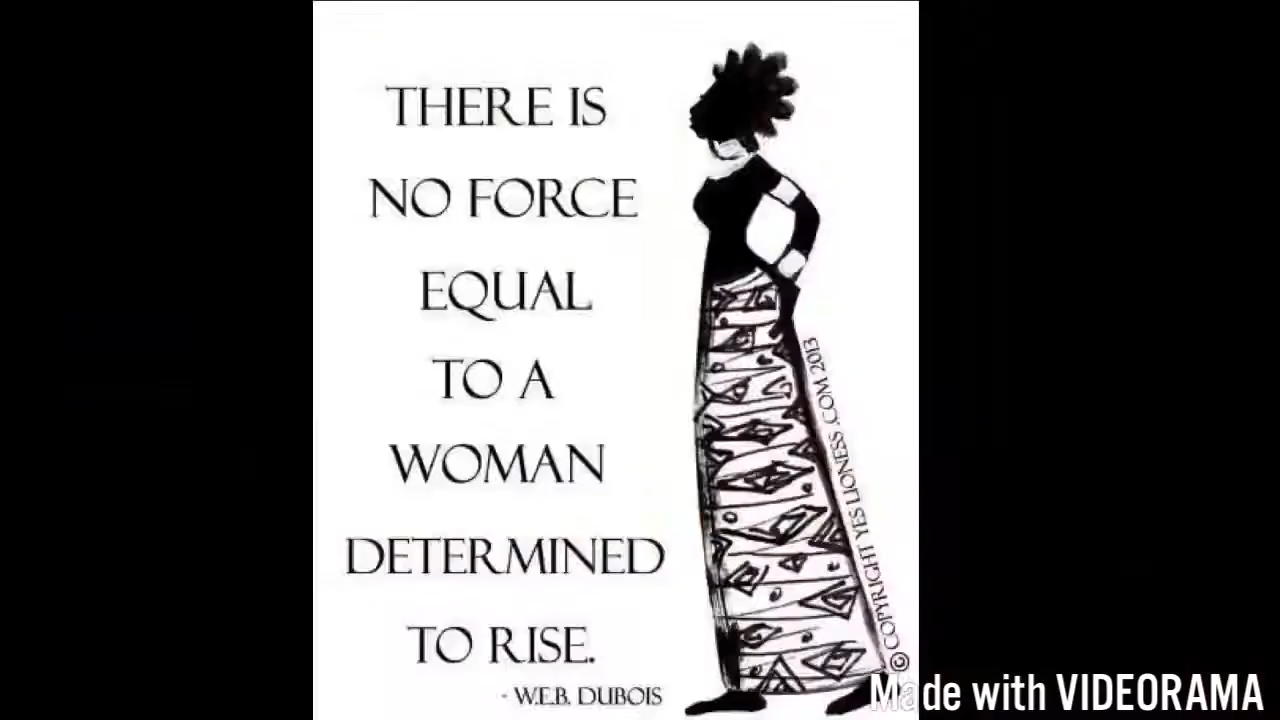 THERE IS
NO FORCE
EQUAL
TO A
WOMAN
DETERMINED
TO RISE.
- W.E.B. DUBOIS
© COPYRIGHT YES LIONESS .COM 2013
Made with VIDEORAMA